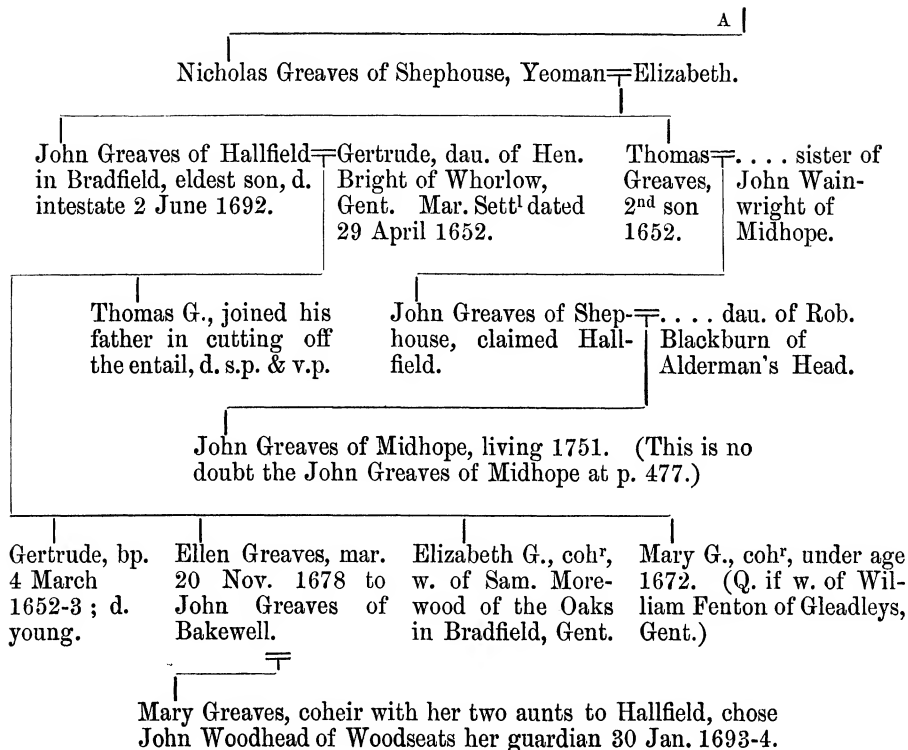 A
Nicholas Greaves of Shephouse, Yeoman=Elizabeth.
John Greaves of Hallfield=Gertrude, dau. of Hen.
in Bradfield, eldest son, d. Bright of Whorlow,
intestate 2 June 1692. Gent. Mar. Settˡ dated
29 April 1652.
Thomas=. . . . sister of
Greaves, John Wain-
2ⁿᵈ son wright of
1652. Midhope.
Thomas G., joined his
father in cutting off
the entail, d. s.p. & v.p.
John Greaves of Shep-=. . . . dau. of Rob.
house, claimed Hall- Blackburn of
field. Alderman's Head.
John Greaves of Midhope, living 1751. (This is no
doubt the John Greaves of Midhope at p. 477.)
Gertrude, bp.
4 March
1652-3 ; d.
young.
Ellen Greaves, mar.
20 Nov. 1678 to
John Greaves of
Bakewell.
=
Elizabeth G., cohʳ,
w. of Sam. More-
wood of the Oaks
in Bradfield, Gent.
Mary G., cohʳ, under age
1672. (Q. if w. of Wil-
liam Fenton of Gleadleys,
Gent.)
Mary Greaves, coheir with her two aunts to Hallfield, chose
John Woodhead of Woodseats her guardian 30 Jan. 1693-4.